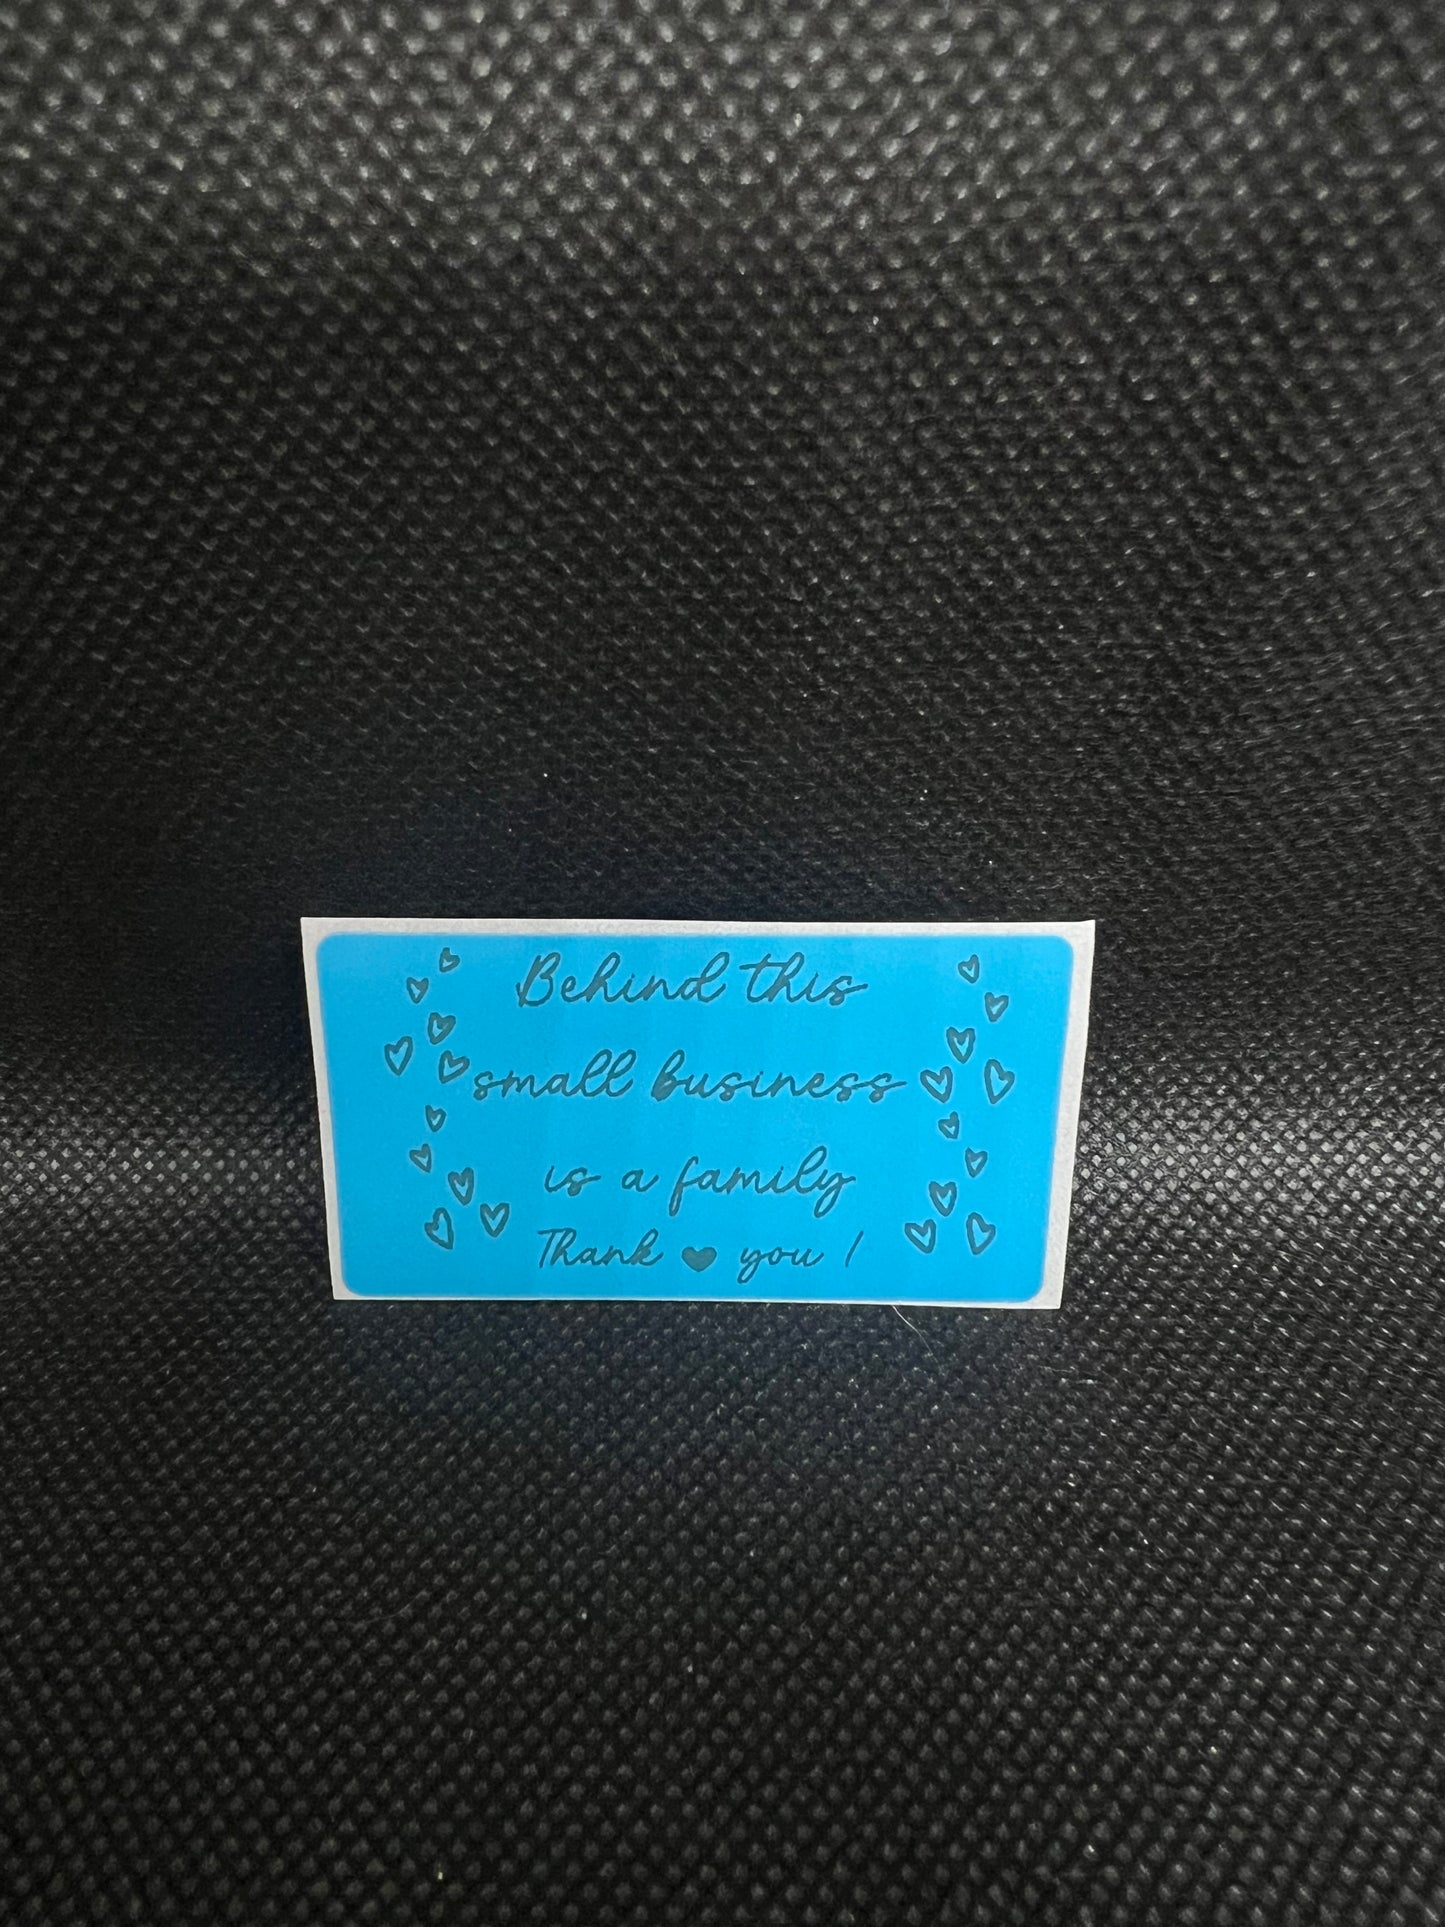 Behind this
small business
is a family
Thank ♥ you !